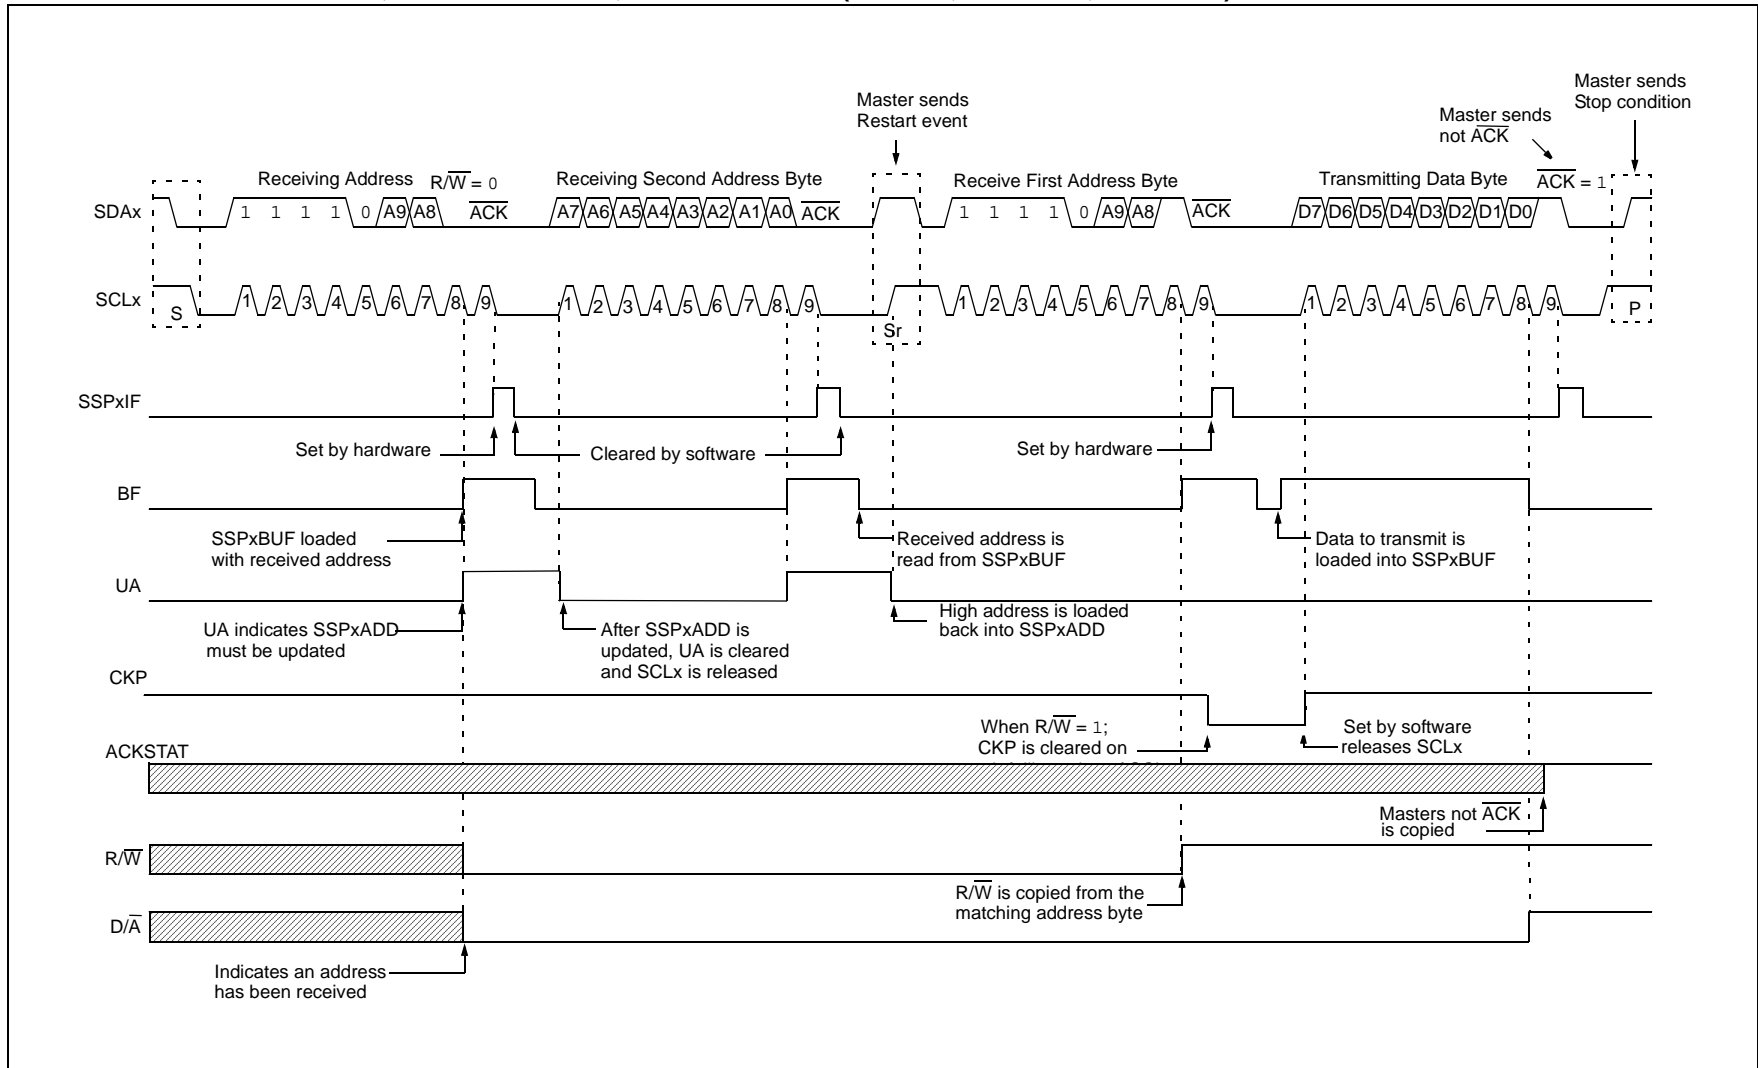 Master sends
Stop condition
Master sends
Restart event
Master sends
not ACK
Receiving Address R/W = 0
Receiving Second Address Byte
Receive First Address Byte
Transmitting Data Byte
ACK = 1
SDAx
1 1 1 1 0 A9 A8 ACK
A7 A6 A5 A4 A3 A2 A1 A0 ACK
1 1 1 1 0 A9 A8 ACK
D7 D6 D5 D4 D3 D2 D1 D0
SCLx
S
1 2 3 4 5 6 7 8 9
1 2 3 4 5 6 7 8 9
Sr
1 2 3 4 5 6 7 8 9
1 2 3 4 5 6 7 8 9
P
SSPxIF
Set by hardware
Cleared by software
Set by hardware
BF
SSPxBUF loaded
with received address
Received address is
read from SSPxBUF
Data to transmit is
loaded into SSPxBUF
UA
UA indicates SSPxADD
must be updated
After SSPxADD is
updated, UA is cleared
and SCLx is released
High address is loaded
back into SSPxADD
CKP
When R/W = 1;
CKP is cleared on
Set by software
releases SCLx
ACKSTAT
Masters not ACK
is copied
R/W
R/W is copied from the
matching address byte
D/A
Indicates an address
has been received